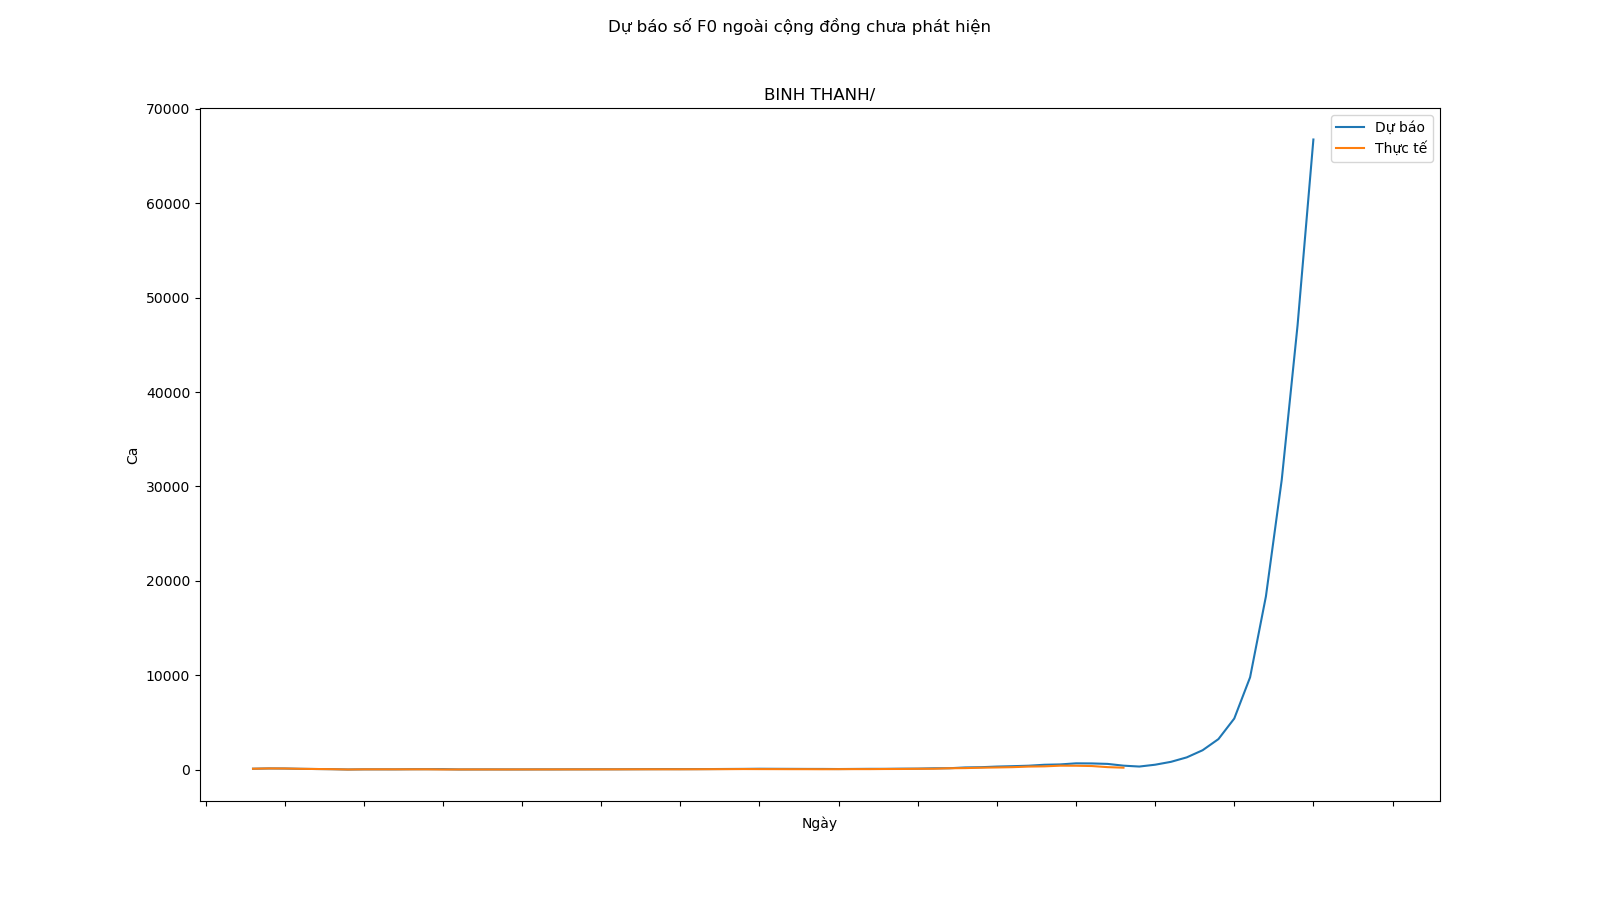 Dự báo số F0 ngoài cộng đồng chưa phát hiện
BINH THANH/
70000
60000
50000
40000
30000
20000
10000
0
Ca
Ngày
Dự báo
Thực tế